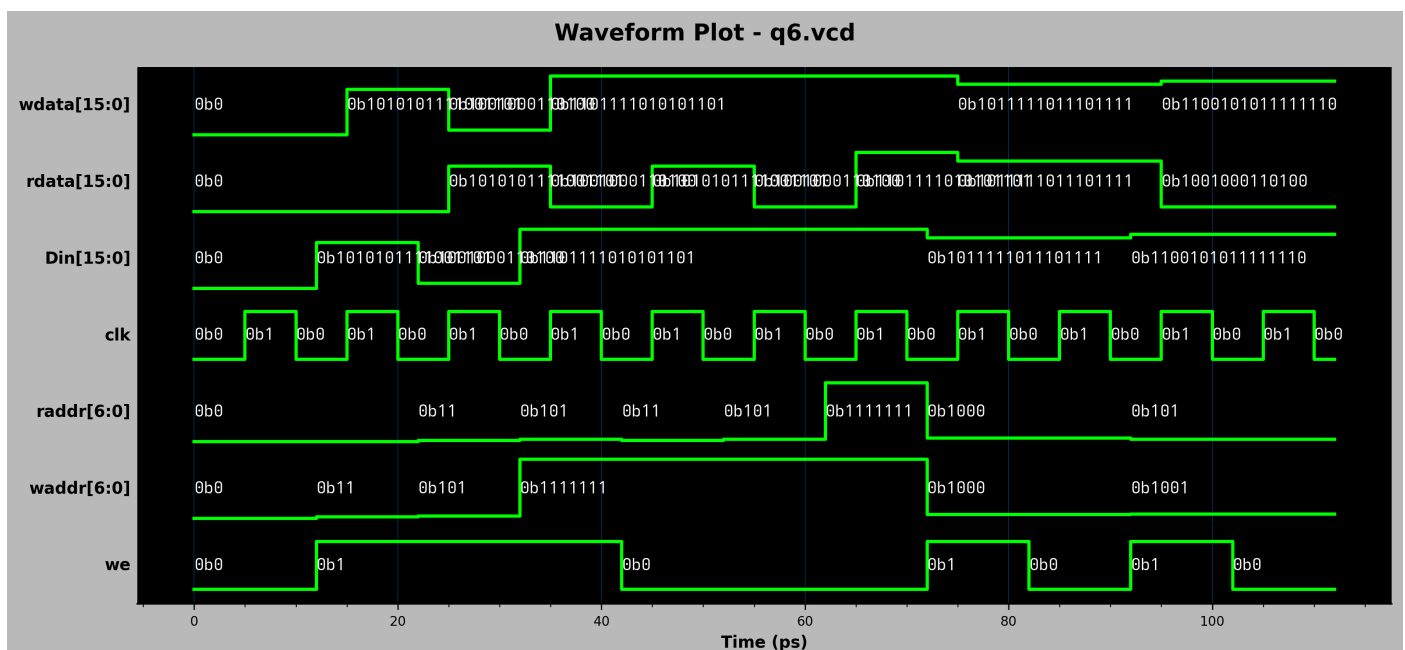 Waveform Plot - q6.vcd
wdata[15:0] 0b0 0b1011111011101111 0b1100101011111110
rdata[15:0] 0b0 0b1001000110100
Din[15:0] 0b0 0b1011111011101111 0b1100101011111110
clk 0b0 0b1 0b0 0b1 0b0 0b1 0b0 0b1 0b0 0b1 0b0 0b1 0b0 0b1 0b0 0b1 0b0 0b1 0b0 0b1 0b0 0b1 0b0
raddr[6:0] 0b0 0b11 0b101 0b11 0b101 0b1111111 0b1000 0b101
waddr[6:0] 0b0 0b11 0b101 0b1111111 0b1000 0b1001
we 0b0 0b1 0b0 0b1 0b0 0b1 0b0
0 20 40 60 80 100
Time (ps)